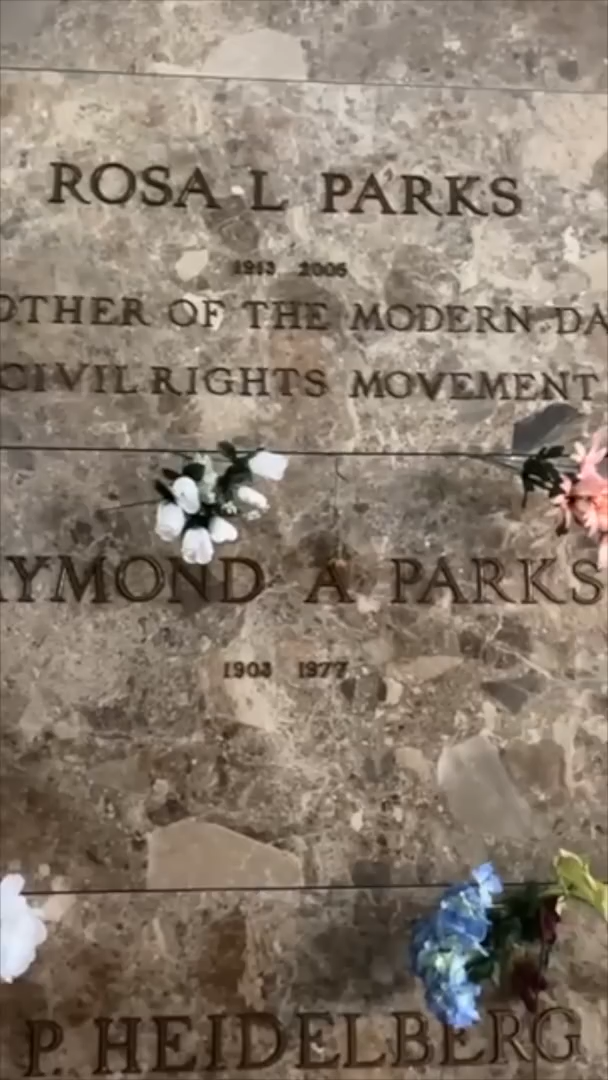 ROSA L PARKS
1913 2005
OTHER OF THE MODERN DA
CIVIL RIGHTS MOVEMENT
AYMOND A PARKS
1903 1977
P. HEIDELBERG